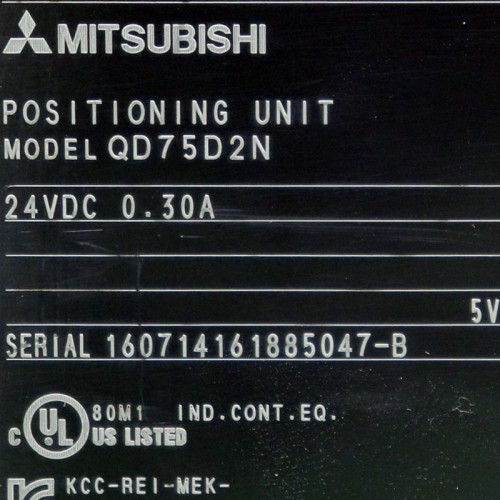 MITSUBISHI
POSITIONING UNIT
MODEL QD75D2N
24VDC 0.30A
5V
SERIAL 160714161885047-B
80M1 IND.CONT.EQ.
C UL US LISTED
KCC-REI-MEK-